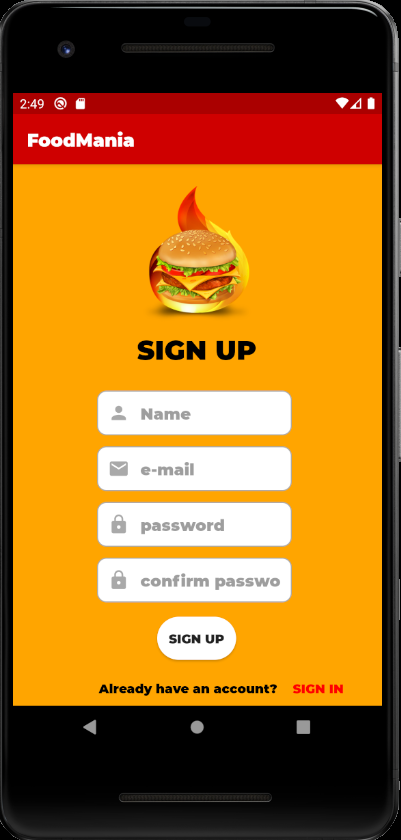 2:49
FoodMania
SIGN UP
Name
e-mail
password
confirm passwo
SIGN UP
Already have an account? SIGN IN